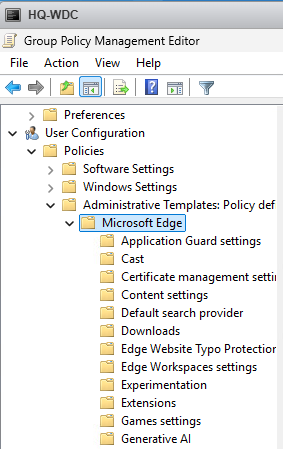 HQ-WDC
Group Policy Management Editor
File Action View Help
Preferences
User Configuration
Policies
Software Settings
Windows Settings
Administrative Templates: Policy def
Microsoft Edge
Application Guard settings
Cast
Certificate management settin
Content settings
Default search provider
Downloads
Edge Website Typo Protection
Edge Workspaces settings
Experimentation
Extensions
Games settings
Generative AI